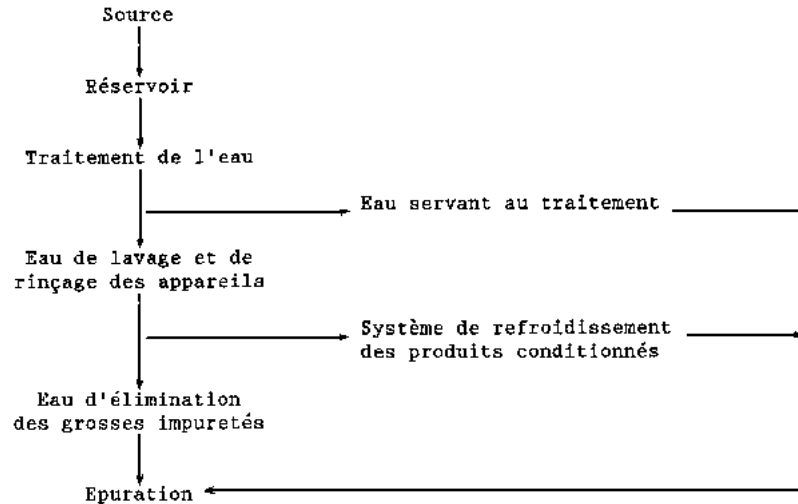 Source
Réservoir
Traitement de l'eau
Eau servant au traitement
Eau de lavage et de
rinçage des appareils
Système de refroidissement
des produits conditionnés
Eau d'élimination
des grosses impuretés
Epuration